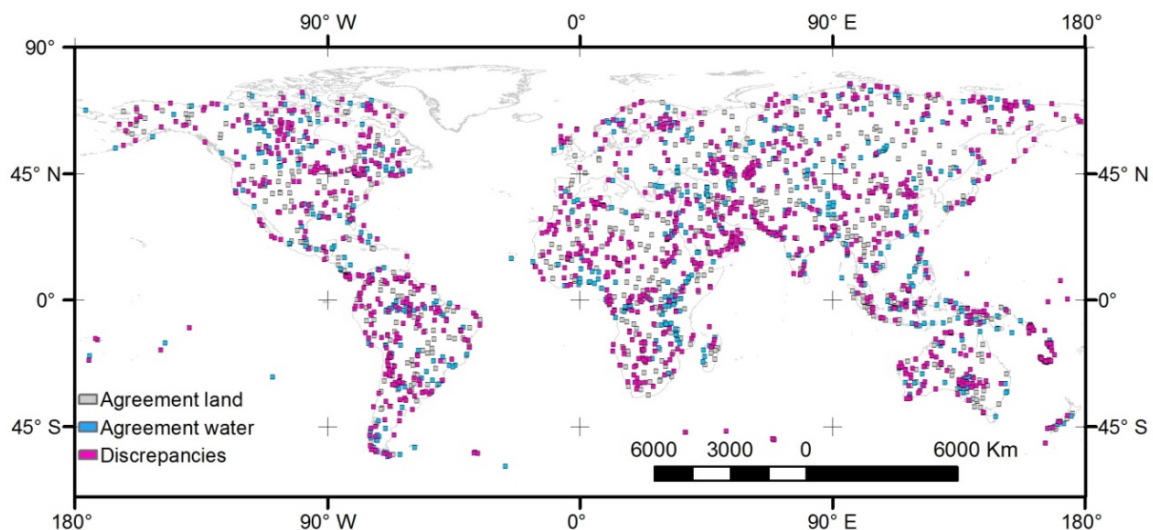 90° W 0° 90° E 180°
90°
45° N 45° N
0° 0°
Agreement land
Agreement water
Discrepancies
45° S 45° S
6000 3000 0 6000 Km
180° 90° W 0° 90° E 180°